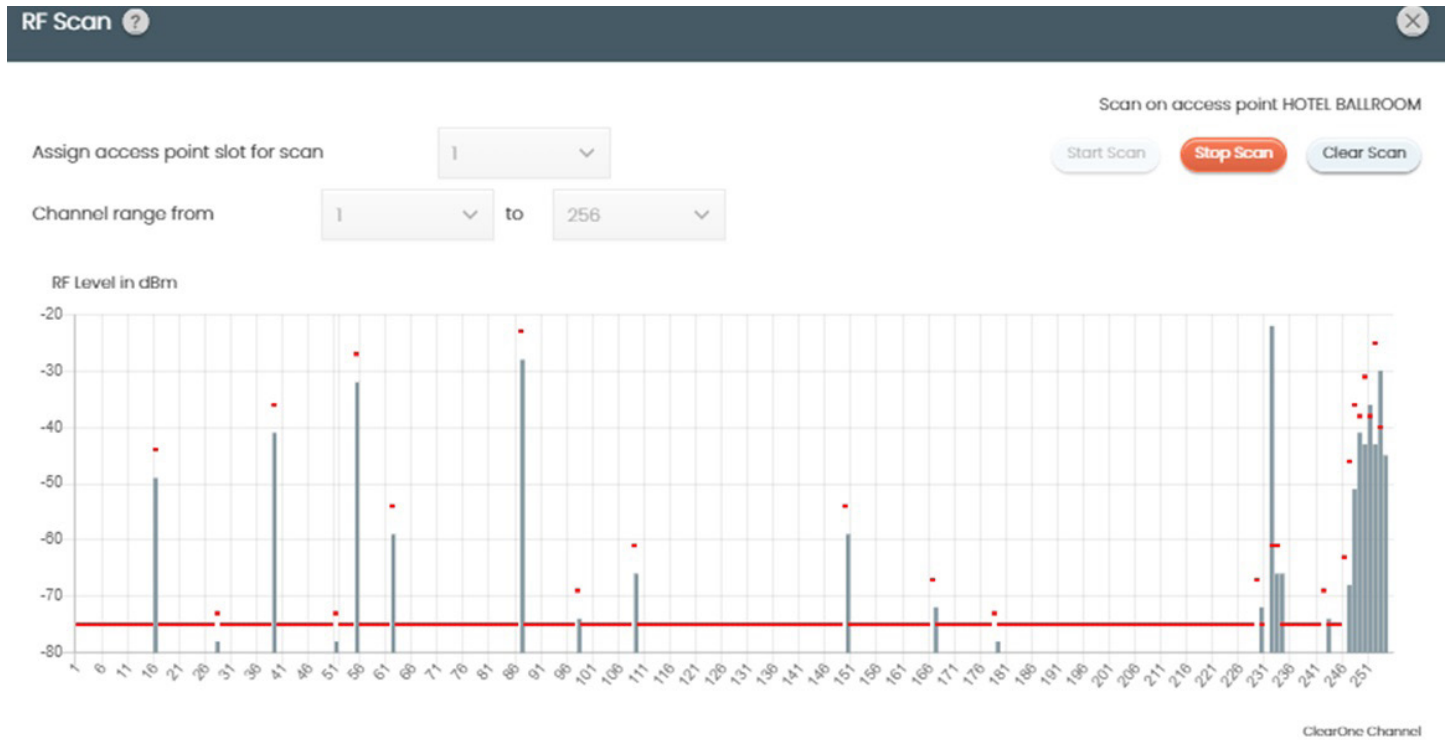 RF Scan ?
Scan on access point HOTEL BALLROOM
Assign access point slot for scan 1
Start Scan Stop Scan Clear Scan
Channel range from 1 to 256
RF Level in dBm
-20
-30
-40
-50
-60
-70
-80
1 6 11 16 21 26 31 36 41 46 51 56 61 66 71 76 81 86 91 96 101 106 111 116 121 126 131 136 141 146 151 156 161 166 171 176 181 186 191 196 201 206 211 216 221 226 231 236 241 246 251
ClearOne Channel